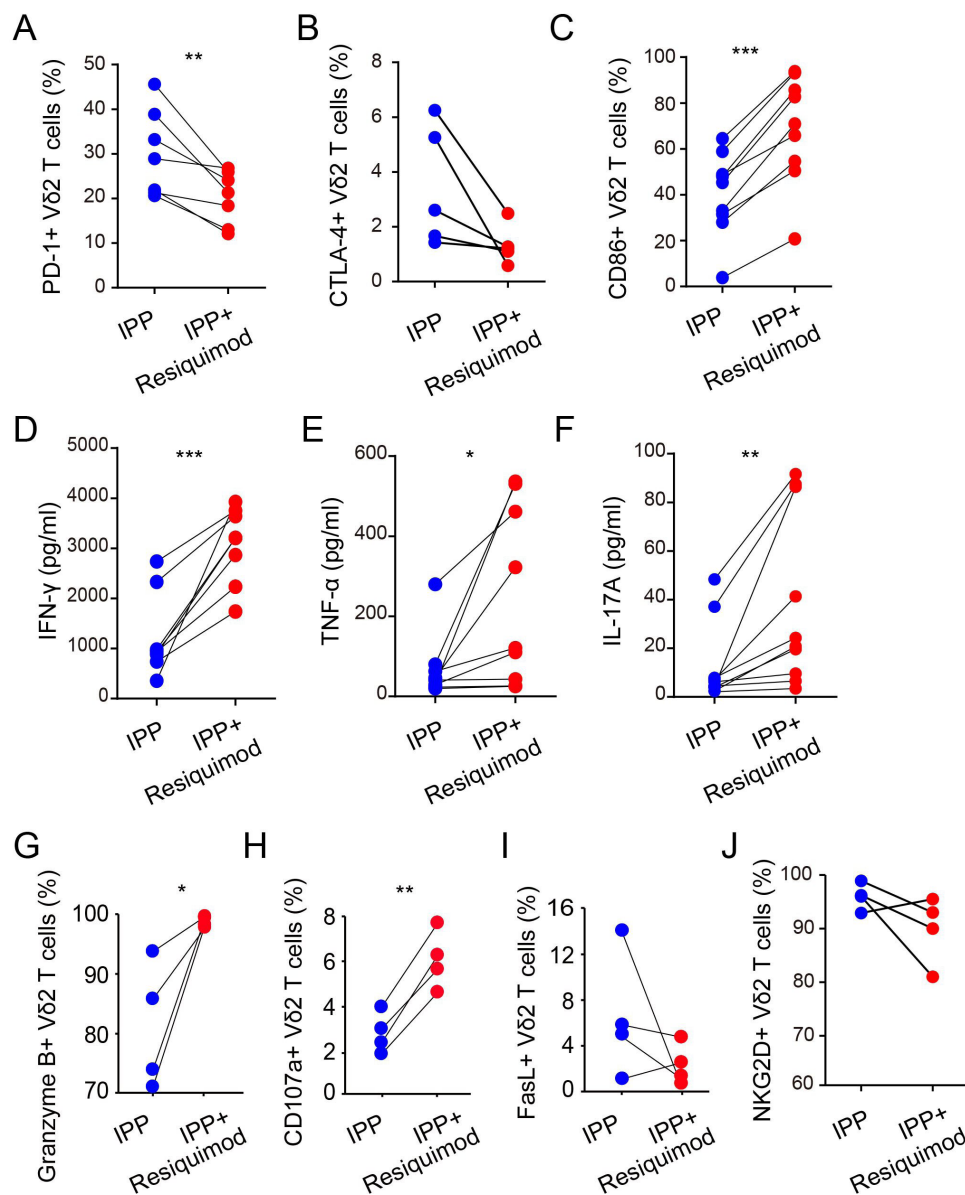 A
PD-1+ Vδ2 T cells (%)
**
50
40
30
20
10
0
IPP
IPP+
Resiquimod
B
CTLA-4+ Vδ2 T cells (%)
8
6
4
2
0
IPP
IPP+
Resiquimod
C
CD86+ Vδ2 T cells (%)
***
100
80
60
40
20
0
IPP
IPP+
Resiquimod
D
IFN-γ (pg/ml)
***
5000
4000
3000
2000
1000
0
IPP
IPP+
Resiquimod
E
TNF-α (pg/ml)
*
600
400
200
0
IPP
IPP+
Resiquimod
F
IL-17A (pg/ml)
**
100
80
60
40
20
0
IPP
IPP+
Resiquimod
G
Granzyme B+ Vδ2 T cells (%)
*
100
90
80
70
IPP
IPP+
Resiquimod
H
CD107a+ Vδ2 T cells (%)
**
8
6
4
2
0
IPP
IPP+
Resiquimod
I
FasL+ Vδ2 T cells (%)
16
12
8
4
0
IPP
IPP+
Resiquimod
J
NKG2D+ Vδ2 T cells (%)
100
90
80
70
60
IPP
IPP+
Resiquimod